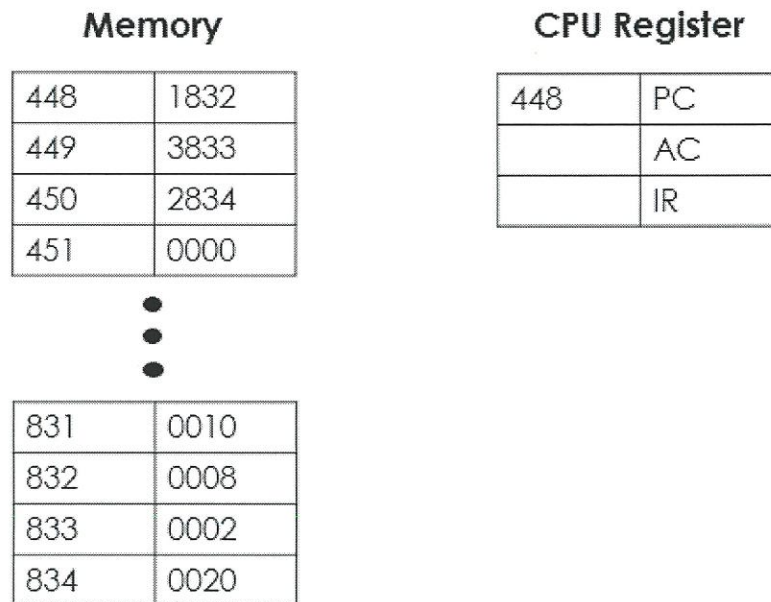 Memory
448 1832
449 3833
450 2834
451 0000
831 0010
832 0008
833 0002
834 0020
CPU Register
448 PC
AC
IR